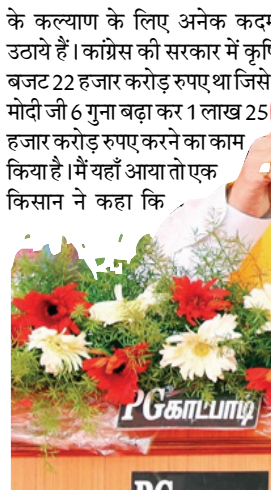 के कल्याण के लिए अनेक कदम
उठाये हैं। कांग्रेस की सरकार में कृषि
बजट 22 हजार करोड़ रुपए था जिसे
मोदी जी 6 गुना बढ़ा कर 1 लाख 25
हजार करोड़ रुपए करने का काम
किया है। मैं यहाँ आया तो एक
किसान ने कहा कि
PGகாட்பாடி